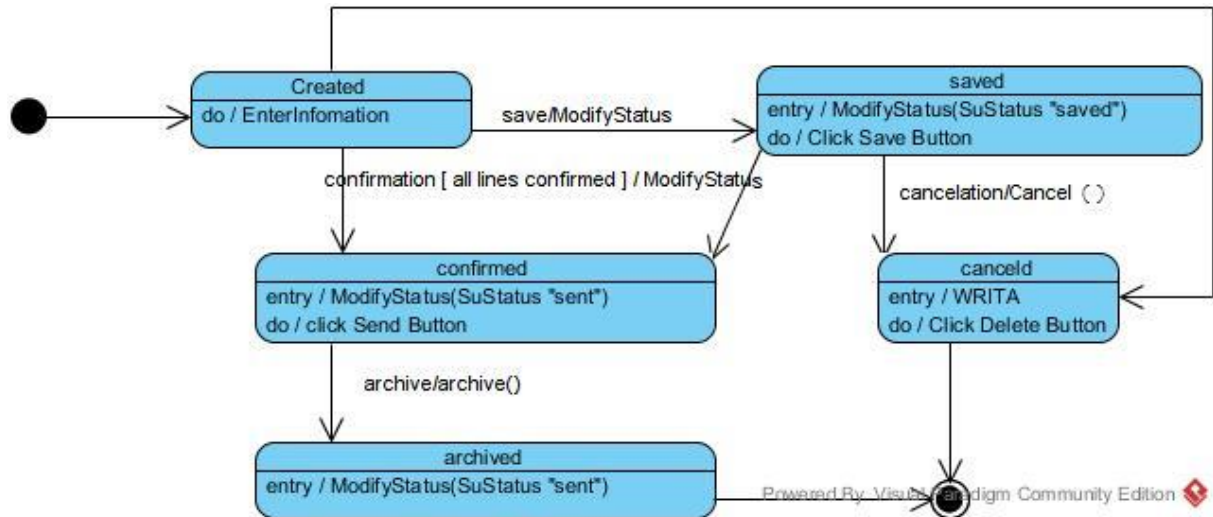 Created
do / EnterInfomation
saved
entry / ModifyStatus(SuStatus "saved")
do / Click Save Button
save/ModifyStatus
confirmation [ all lines confirmed ] / ModifyStatus
cancelation/Cancel ( )
confirmed
entry / ModifyStatus(SuStatus "sent")
do / click Send Button
canceld
entry / WRITA
do / Click Delete Button
archive/archive()
archived
entry / ModifyStatus(SuStatus "sent")
Powered By Visual Paradigm Community Edition